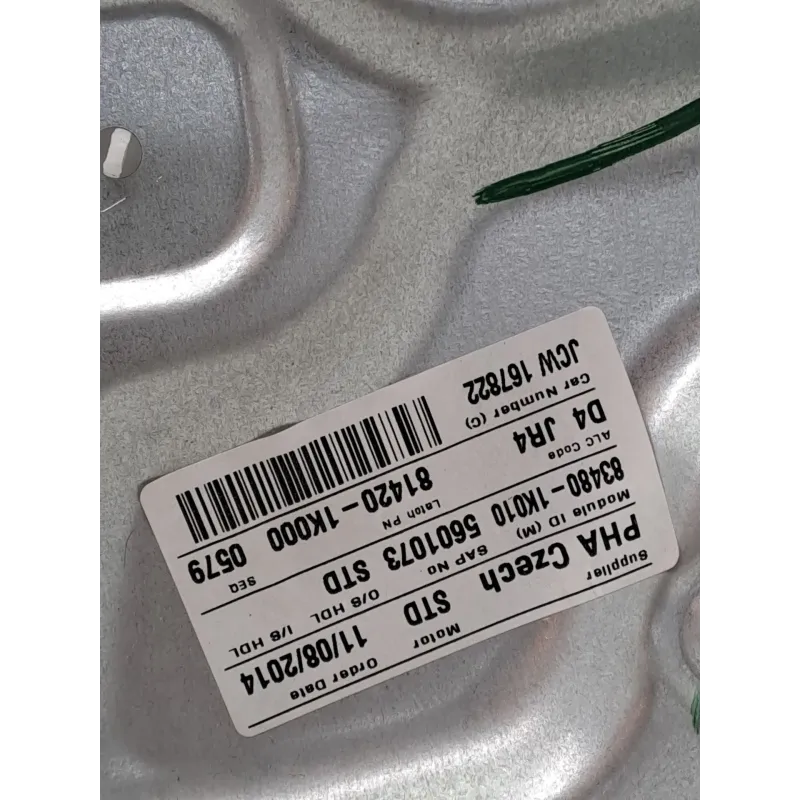 Supplier Motor Order Date
PHA Czech STD 11/08/2014
Module ID (M) SAP No O/S HDL I/S HDL
83480-1K010 5601073 STD
ALC Code Latch PN SEQ
D4 JR4 81420-1K000 0579
Car Number (C)
JCW 167822